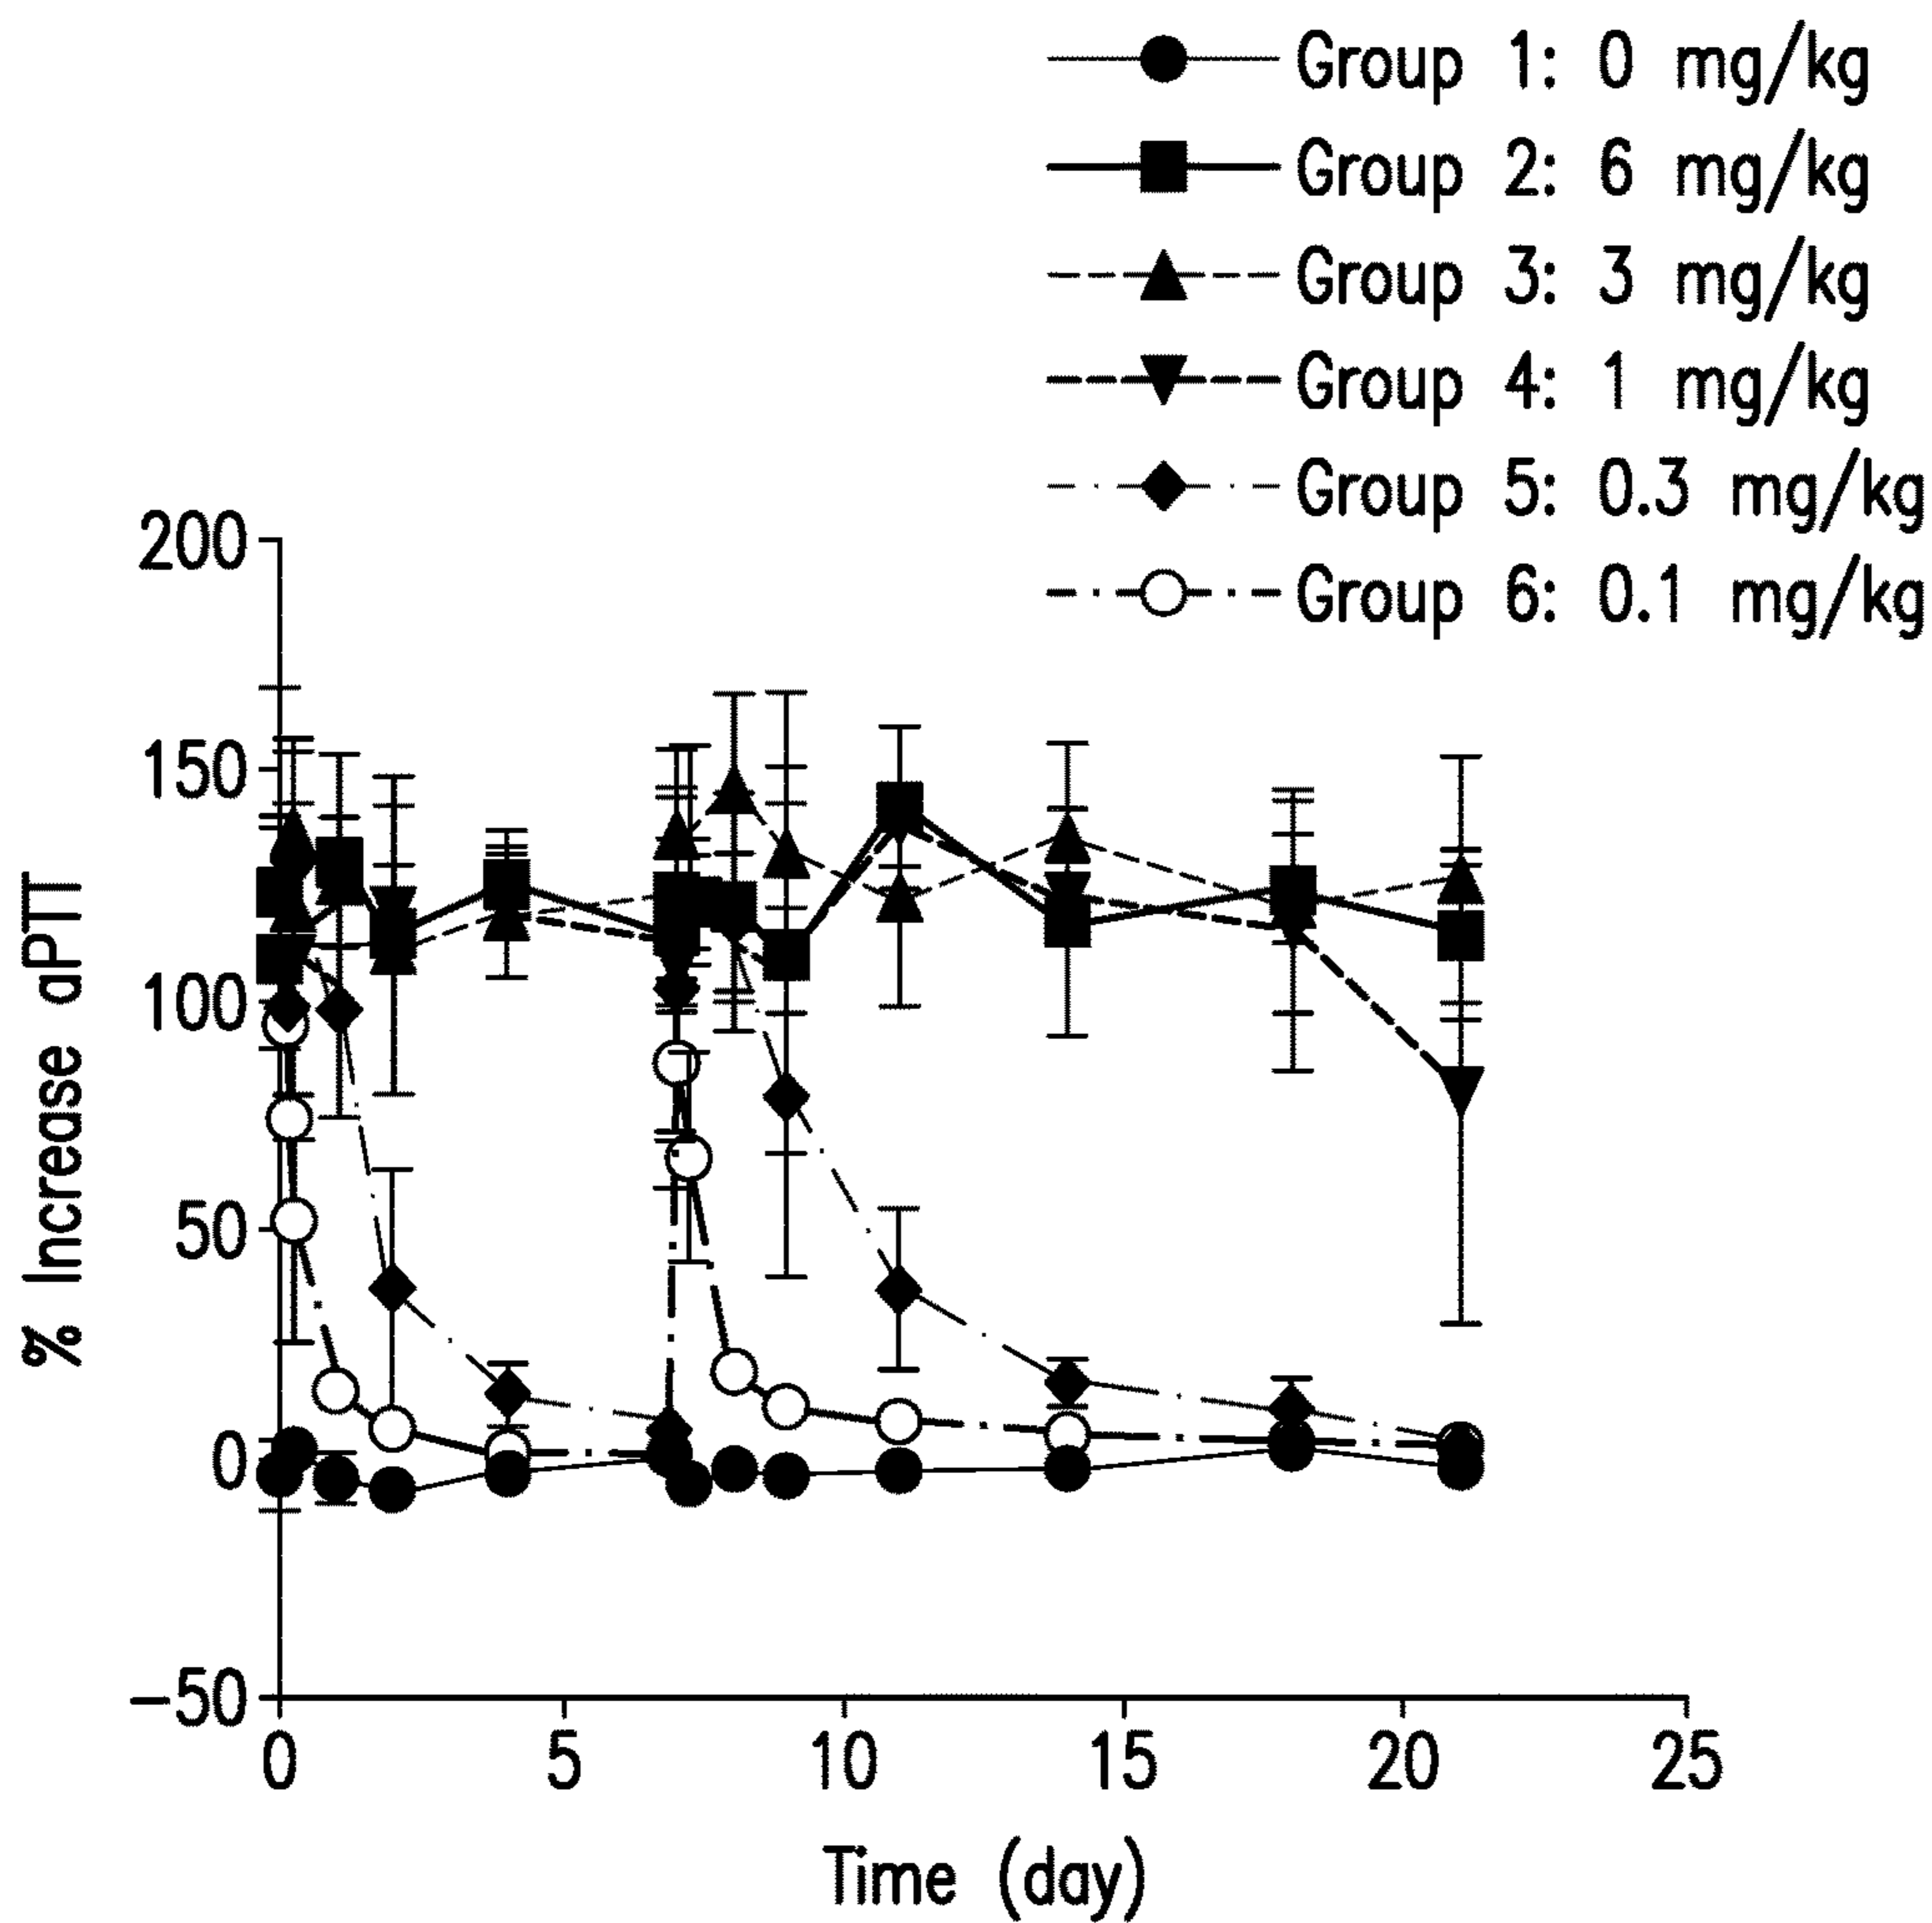 Group 1: 0 mg/kg
Group 2: 6 mg/kg
Group 3: 3 mg/kg
Group 4: 1 mg/kg
Group 5: 0.3 mg/kg
Group 6: 0.1 mg/kg
200
150
100
50
0
-50
% Increase aPTT
0 5 10 15 20 25
Time (day)